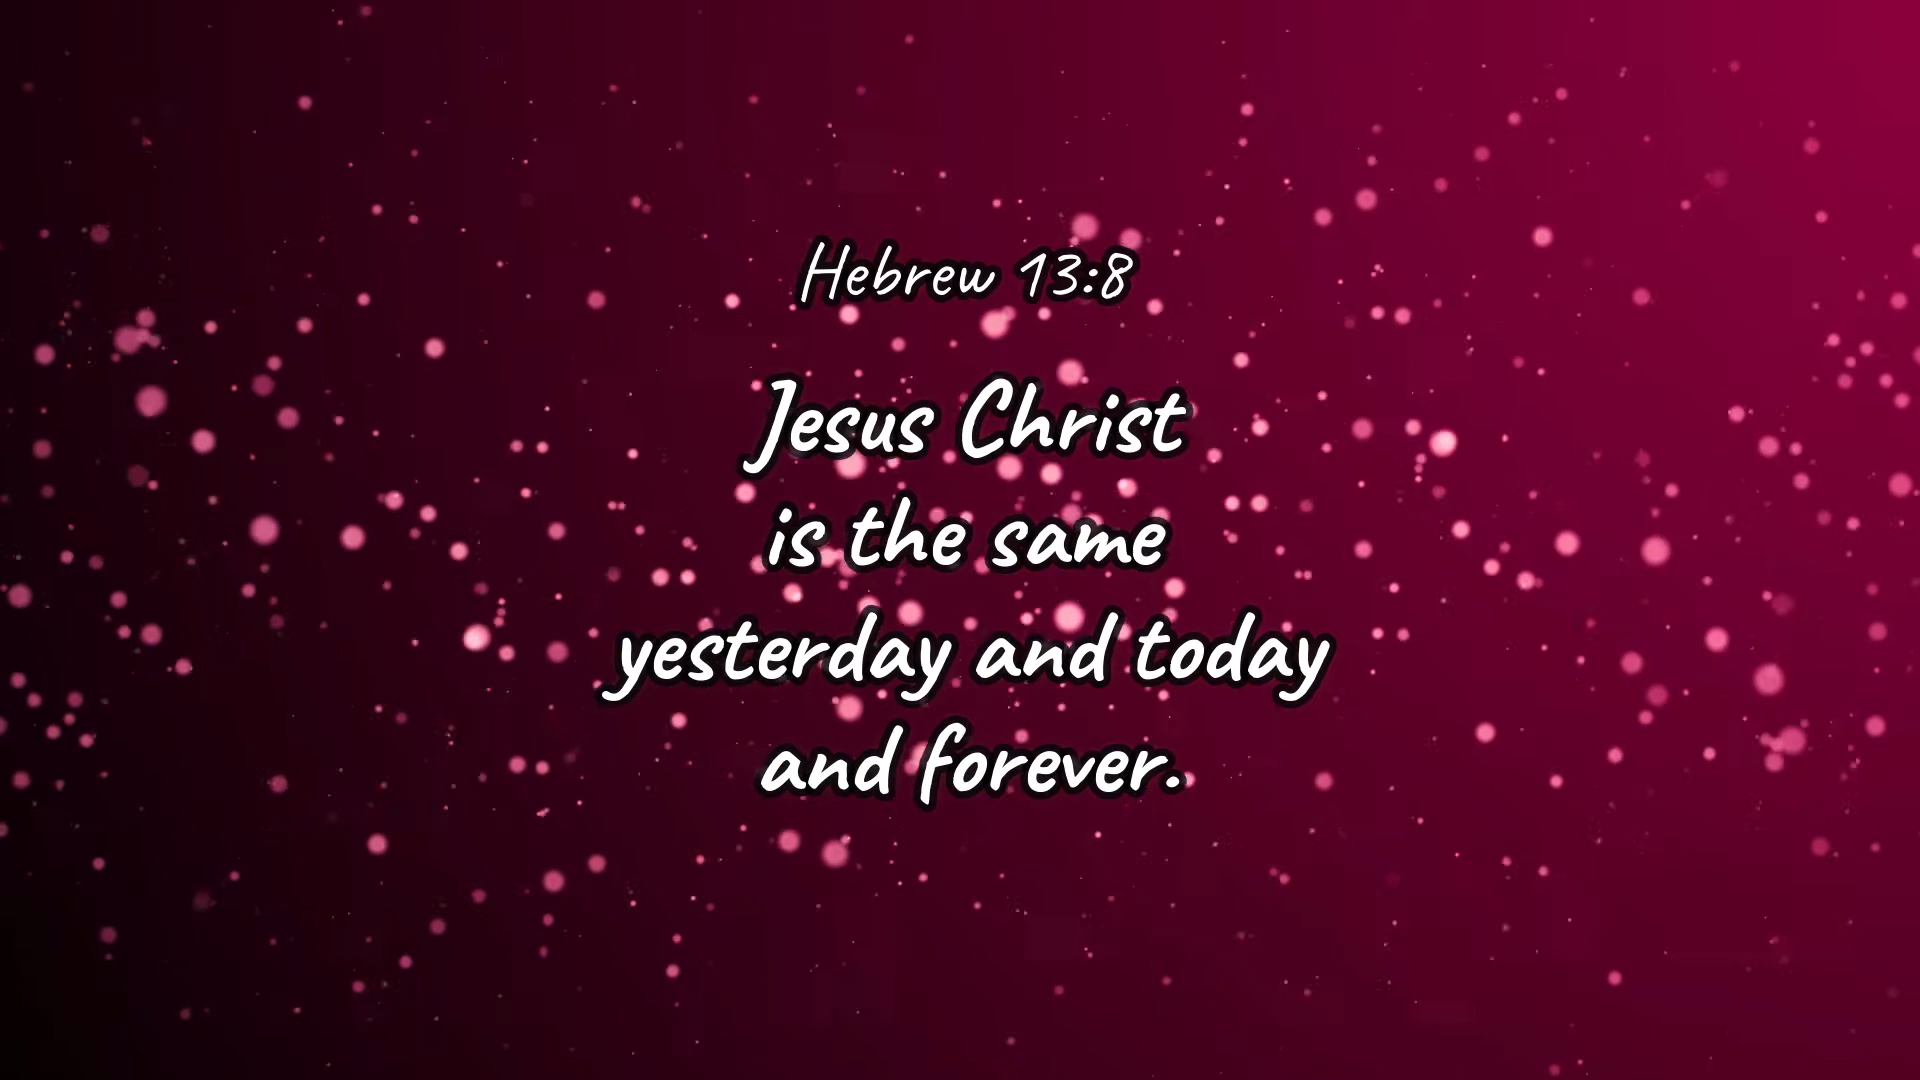 Hebrew 13:8
Jesus Christ
is the same
yesterday and today
and forever.